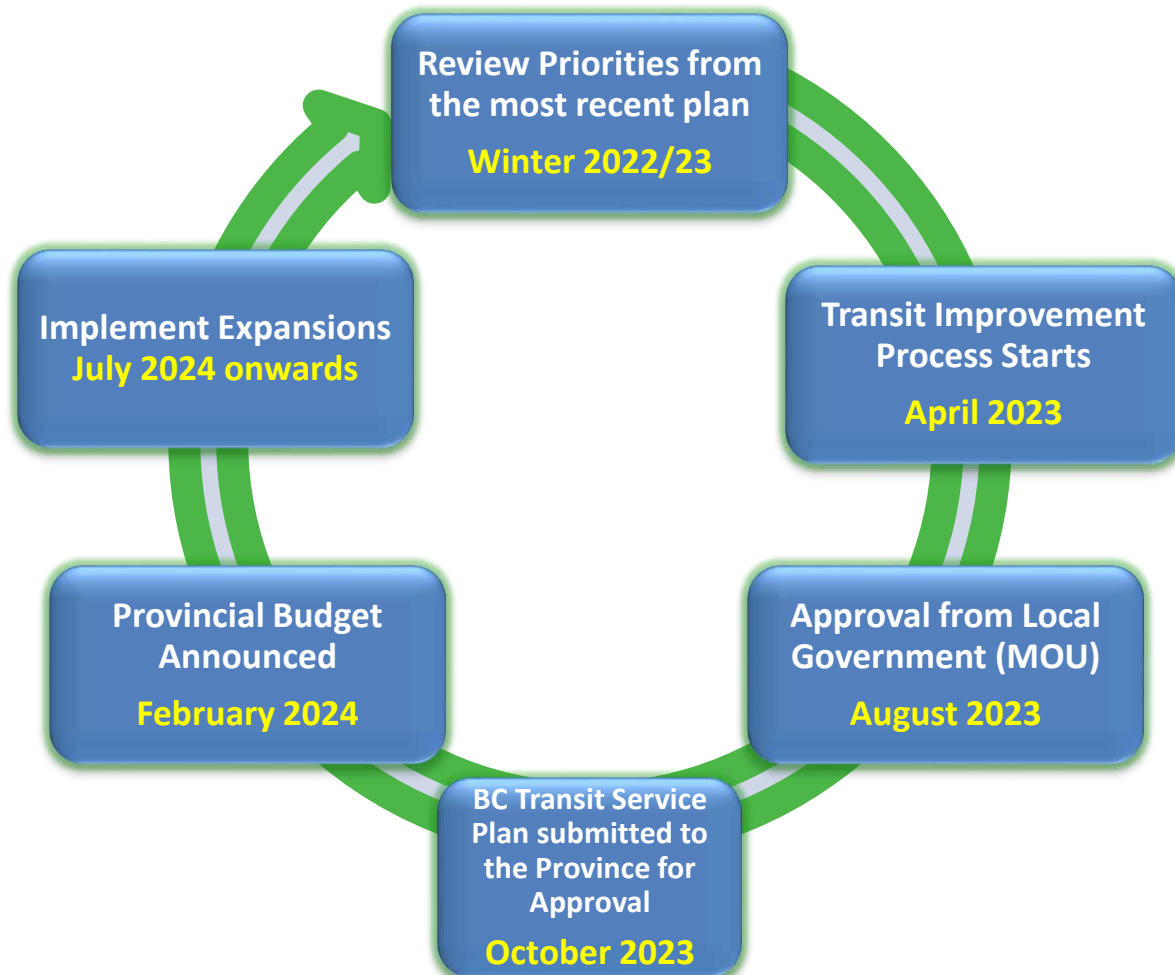 Review Priorities from
the most recent plan
Winter 2022/23
Transit Improvement
Process Starts
April 2023
Approval from Local
Government (MOU)
August 2023
BC Transit Service
Plan submitted to
the Province for
Approval
October 2023
Provincial Budget
Announced
February 2024
Implement Expansions
July 2024 onwards